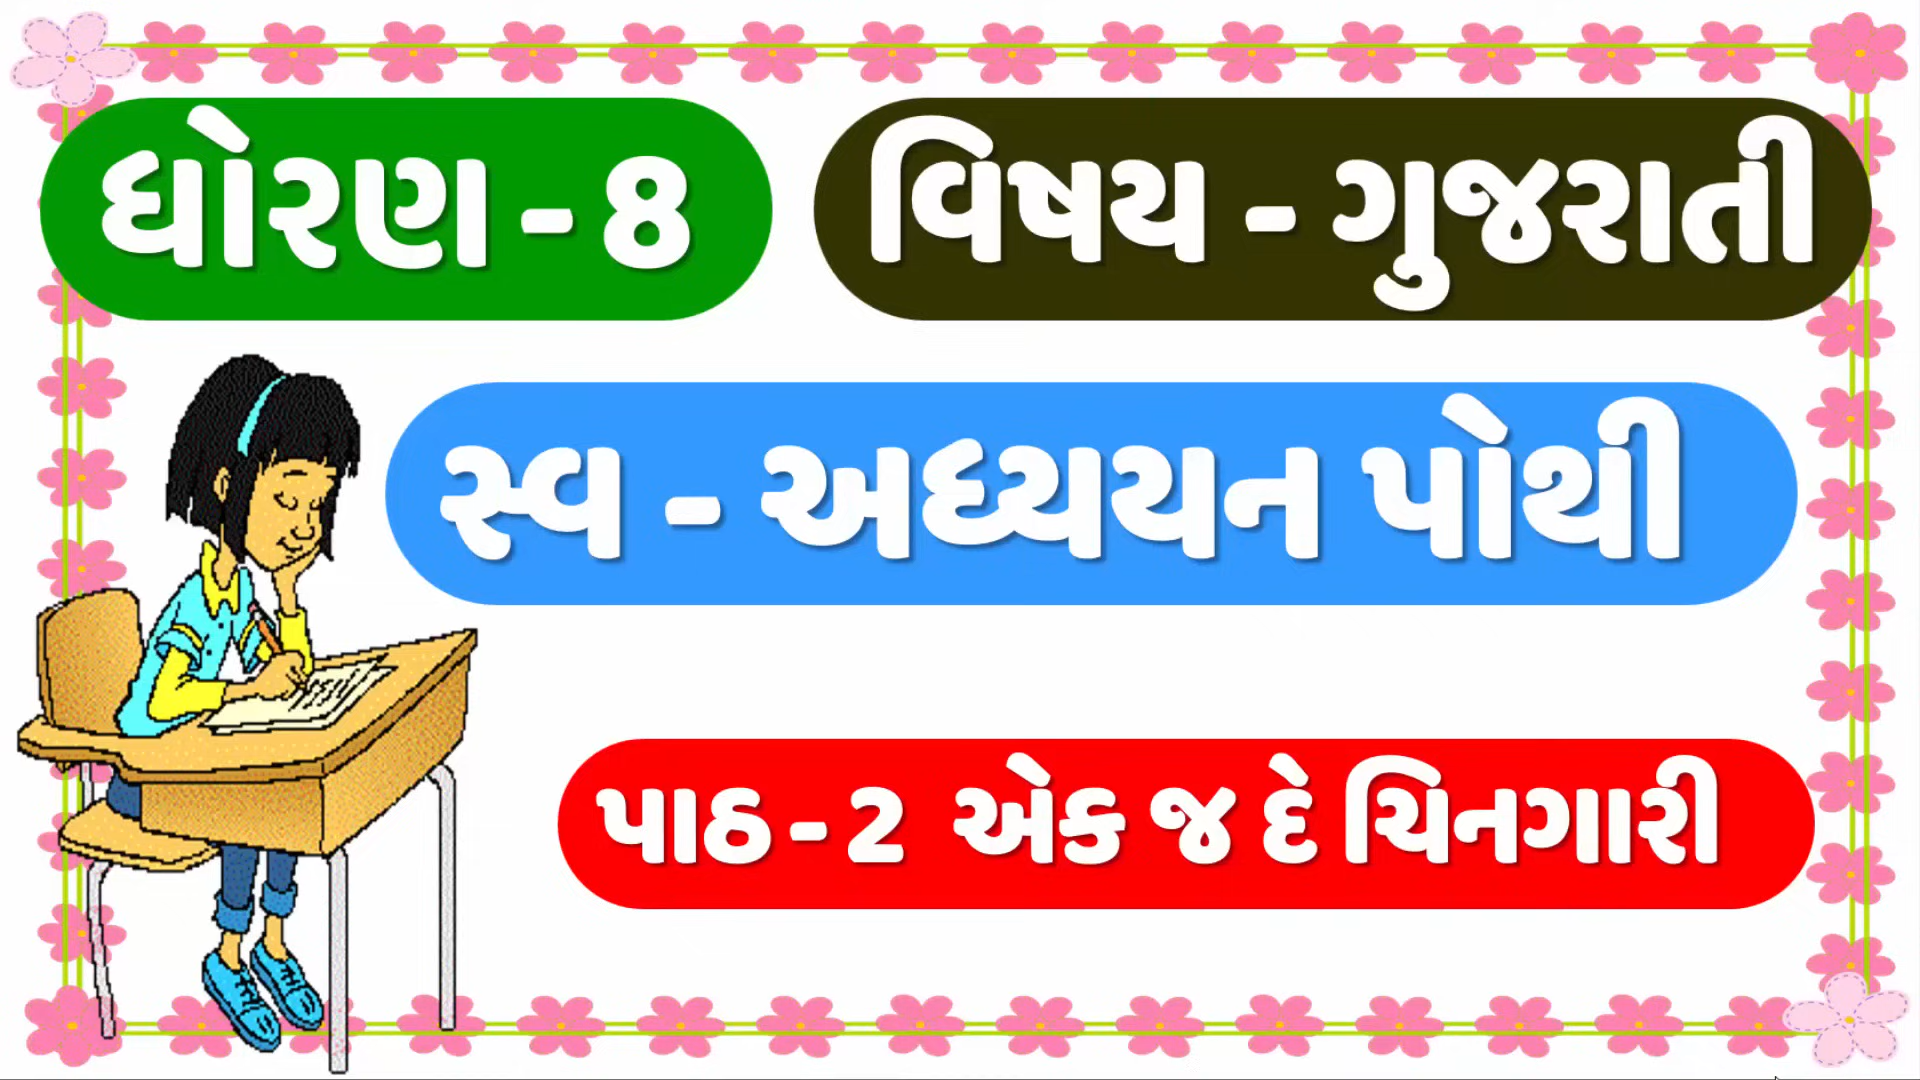 ધોરણ - 8
વિષય - ગુજરાતી
સ્વ - અધ્યયન પોથી
પાઠ - 2 એક જ દે ચિનગારી